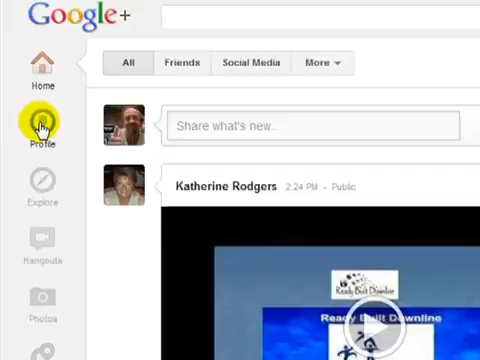 Google+
All Friends Social Media More
Home
Share what's new...
Profile
Katherine Rodgers 2:24 PM - Public
Explore
Hangouts
Ready Built Downline
Photos
Ready Built Downline